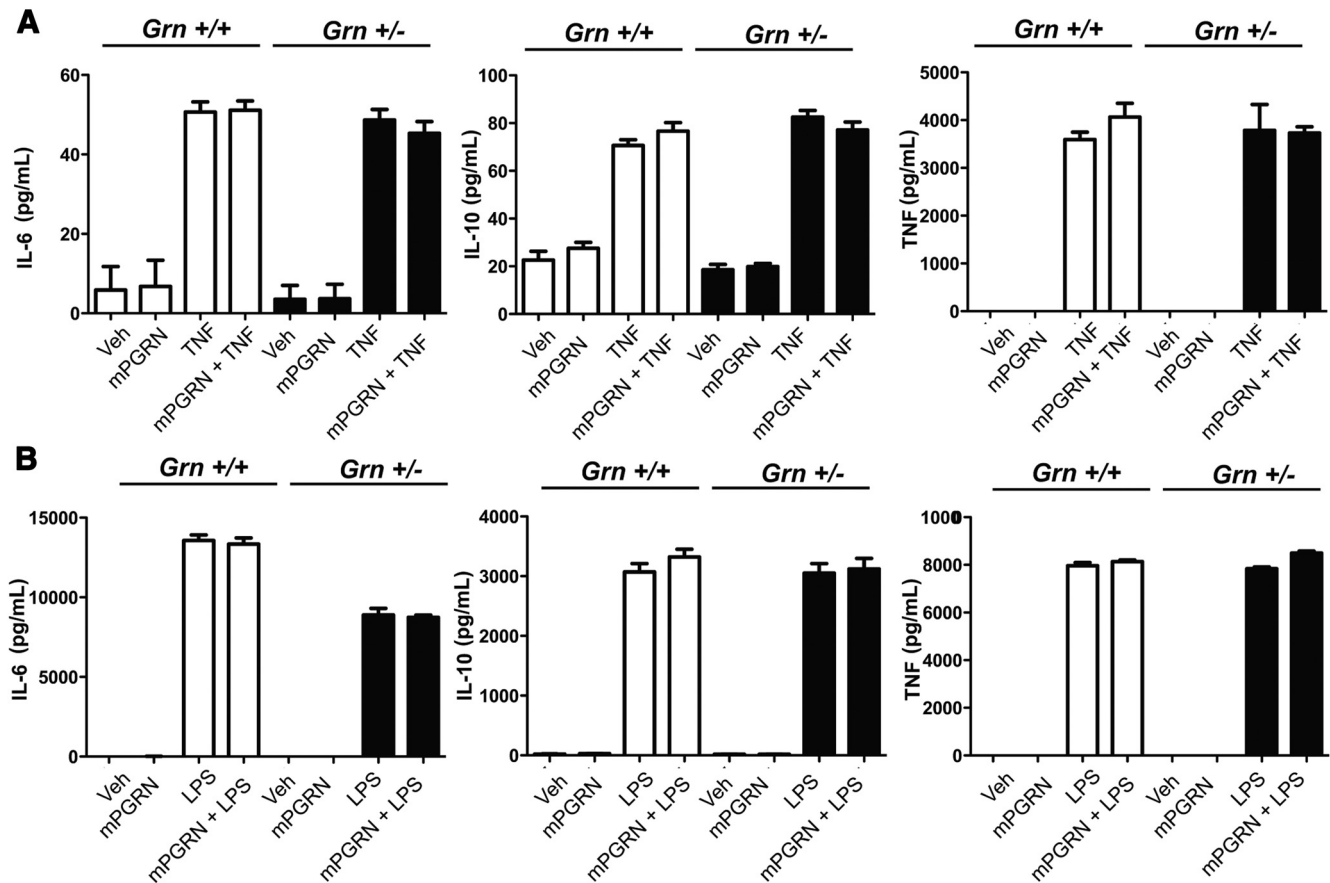 A
Grn +/+ Grn +/-
IL-6 (pg/mL)
60
40
20
0
Veh
mPGRN
TNF
mPGRN + TNF
Veh
mPGRN
TNF
mPGRN + TNF
Grn +/+ Grn +/-
IL-10 (pg/mL)
100
80
60
40
20
0
Veh
mPGRN
TNF
mPGRN + TNF
Veh
mPGRN
TNF
mPGRN + TNF
Grn +/+ Grn +/-
TNF (pg/mL)
5000
4000
3000
2000
1000
0
Veh
mPGRN
TNF
mPGRN + TNF
Veh
mPGRN
TNF
mPGRN + TNF
B
Grn +/+ Grn +/-
IL-6 (pg/mL)
15000
10000
5000
0
Veh
mPGRN
LPS
mPGRN + LPS
Veh
mPGRN
LPS
mPGRN + LPS
Grn +/+ Grn +/-
IL-10 (pg/mL)
4000
3000
2000
1000
0
Veh
mPGRN
LPS
mPGRN + LPS
Veh
mPGRN
LPS
mPGRN + LPS
Grn +/+ Grn +/-
TNF (pg/mL)
8000
6000
4000
2000
0
Veh
mPGRN
LPS
mPGRN + LPS
Veh
mPGRN
LPS
mPGRN + LPS